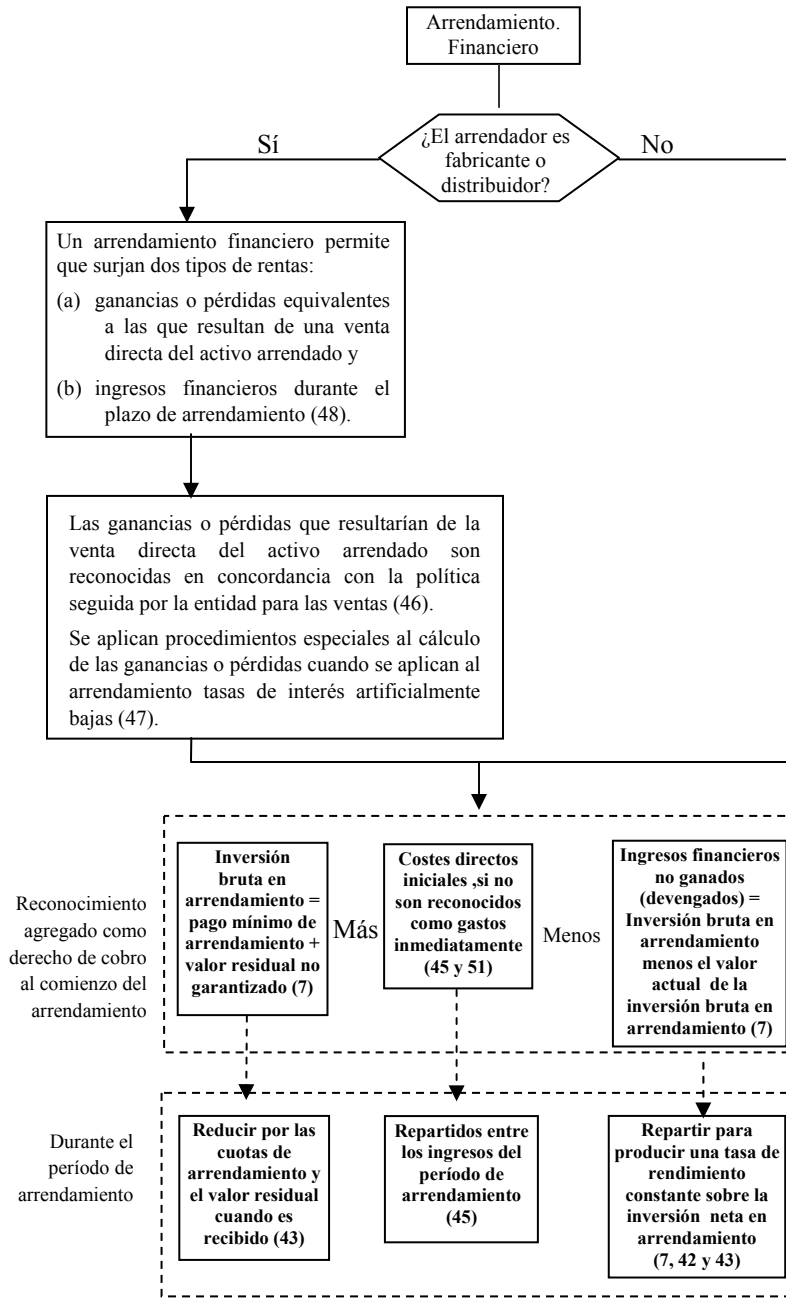 Arrendamiento.
Financiero
¿El arrendador es
fabricante o
distribuidor?
Sí
No
Un arrendamiento financiero permite
que surjan dos tipos de rentas:
(a) ganancias o pérdidas equivalentes
a las que resultan de una venta
directa del activo arrendado y
(b) ingresos financieros durante el
plazo de arrendamiento (48).
Las ganancias o pérdidas que resultarían de la
venta directa del activo arrendado son
reconocidas en concordancia con la política
seguida por la entidad para las ventas (46).
Se aplican procedimientos especiales al cálculo
de las ganancias o pérdidas cuando se aplican al
arrendamiento tasas de interés artificialmente
bajas (47).
Reconocimiento
agregado como
derecho de cobro
al comienzo del
arrendamiento
Inversión
bruta en
arrendamiento =
pago mínimo de
arrendamiento +
valor residual no
garantizado (7)
Más
Costes directos
iniciales ,si no
son reconocidos
como gastos
inmediatamente
(45 y 51)
Menos
Ingresos financieros
no ganados
(devengados) =
Inversión bruta en
arrendamiento
menos el valor
actual de la
inversión bruta en
arrendamiento (7)
Durante el
período de
arrendamiento
Reducir por las
cuotas de
arrendamiento y
el valor residual
cuando es
recibido (43)
Repartidos entre
los ingresos del
período de
arrendamiento
(45)
Repartir para
producir una tasa de
rendimiento
constante sobre la
inversión neta en
arrendamiento
(7, 42 y 43)